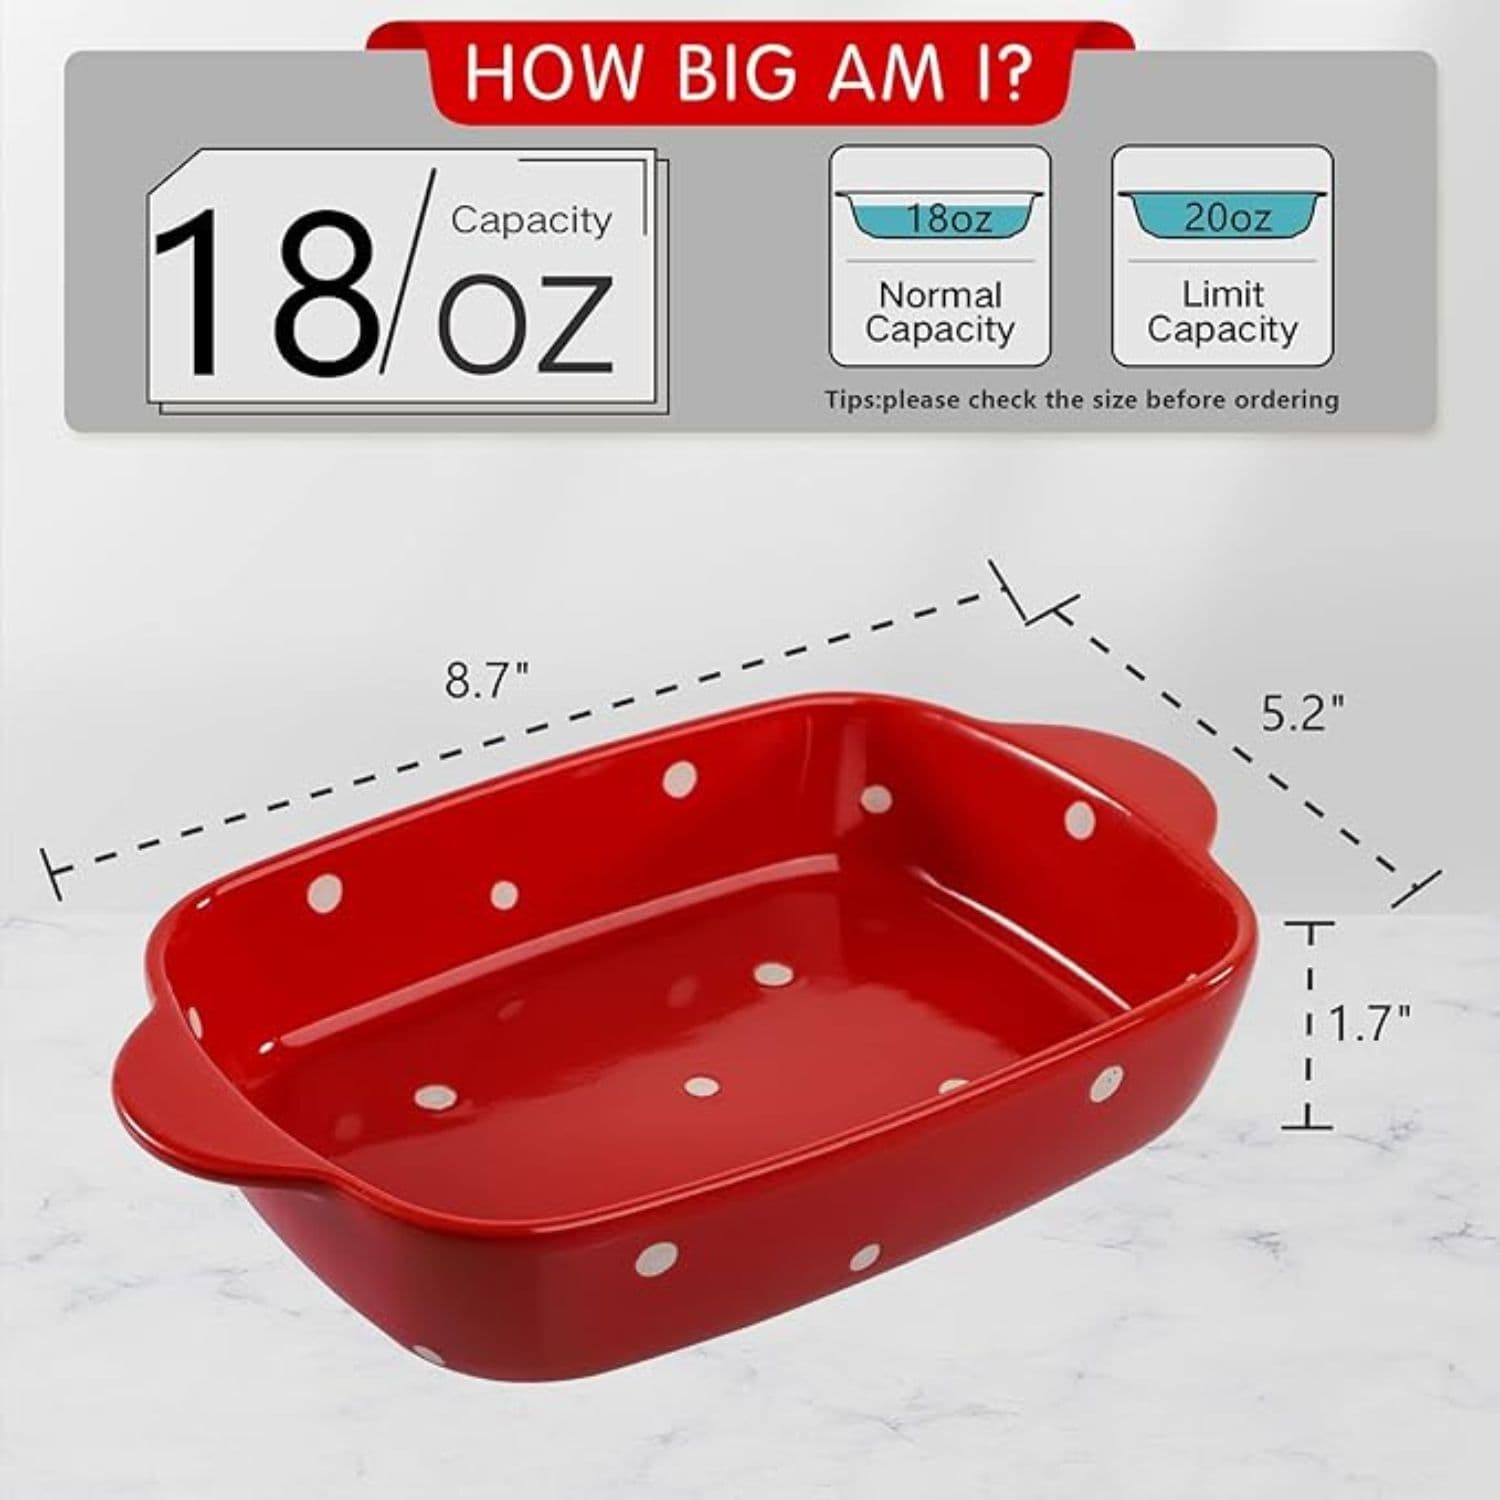 HOW BIG AM I?
18/
Capacity
oz
18oz
Normal
Capacity
20oz
Limit
Capacity
Tips:please check the size before ordering
8.7"
5.2"
1.7"